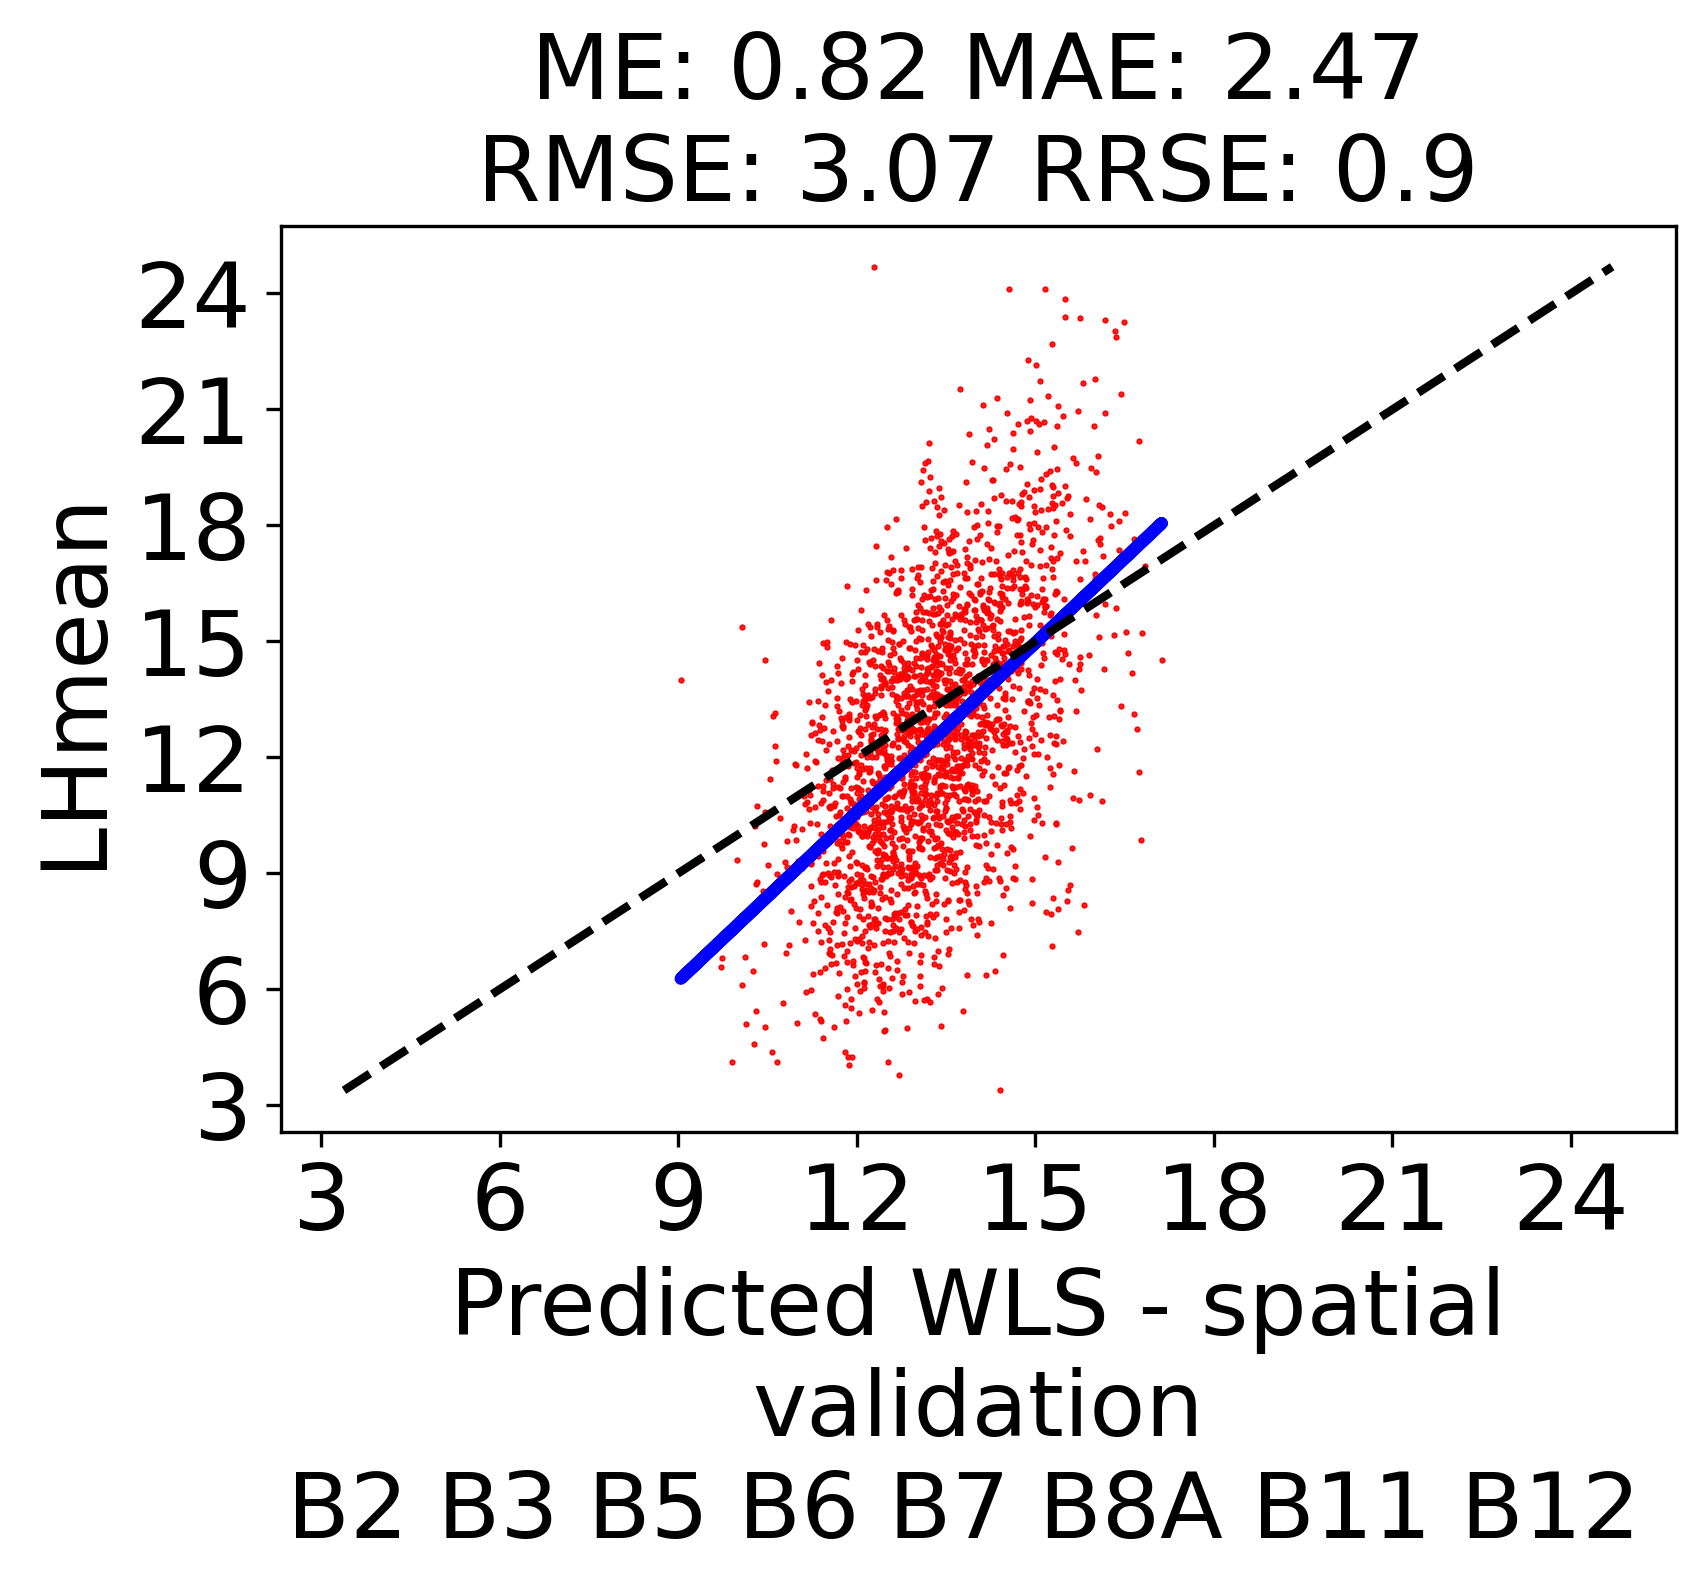 ME: 0.82 MAE: 2.47
RMSE: 3.07 RRSE: 0.9
24
21
18
15
12
9
6
3
LHmean
3 6 9 12 15 18 21 24
Predicted WLS - spatial
validation
B2 B3 B5 B6 B7 B8A B11 B12